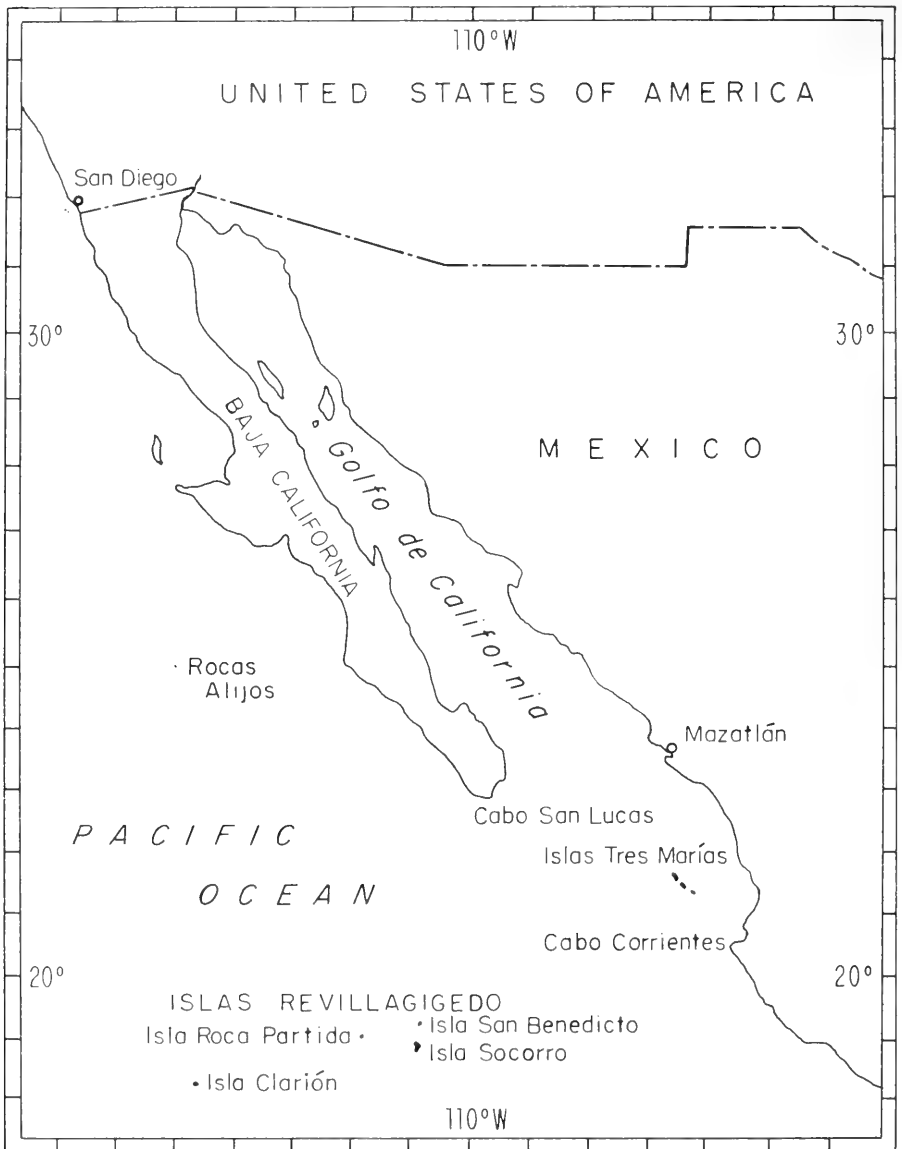 110°W
UNITED STATES OF AMERICA
San Diego
30°
30°
BAJA CALIFORNIA
Golfo de California
MEXICO
Rocas
Alijos
Mazatlán
Cabo San Lucas
PACIFIC
OCEAN
Islas Tres Marías
Cabo Corrientes
20°
20°
ISLAS REVILLAGIGEDO
Isla San Benedicto
Isla Roca Partida
Isla Socorro
Isla Clarión
110°W